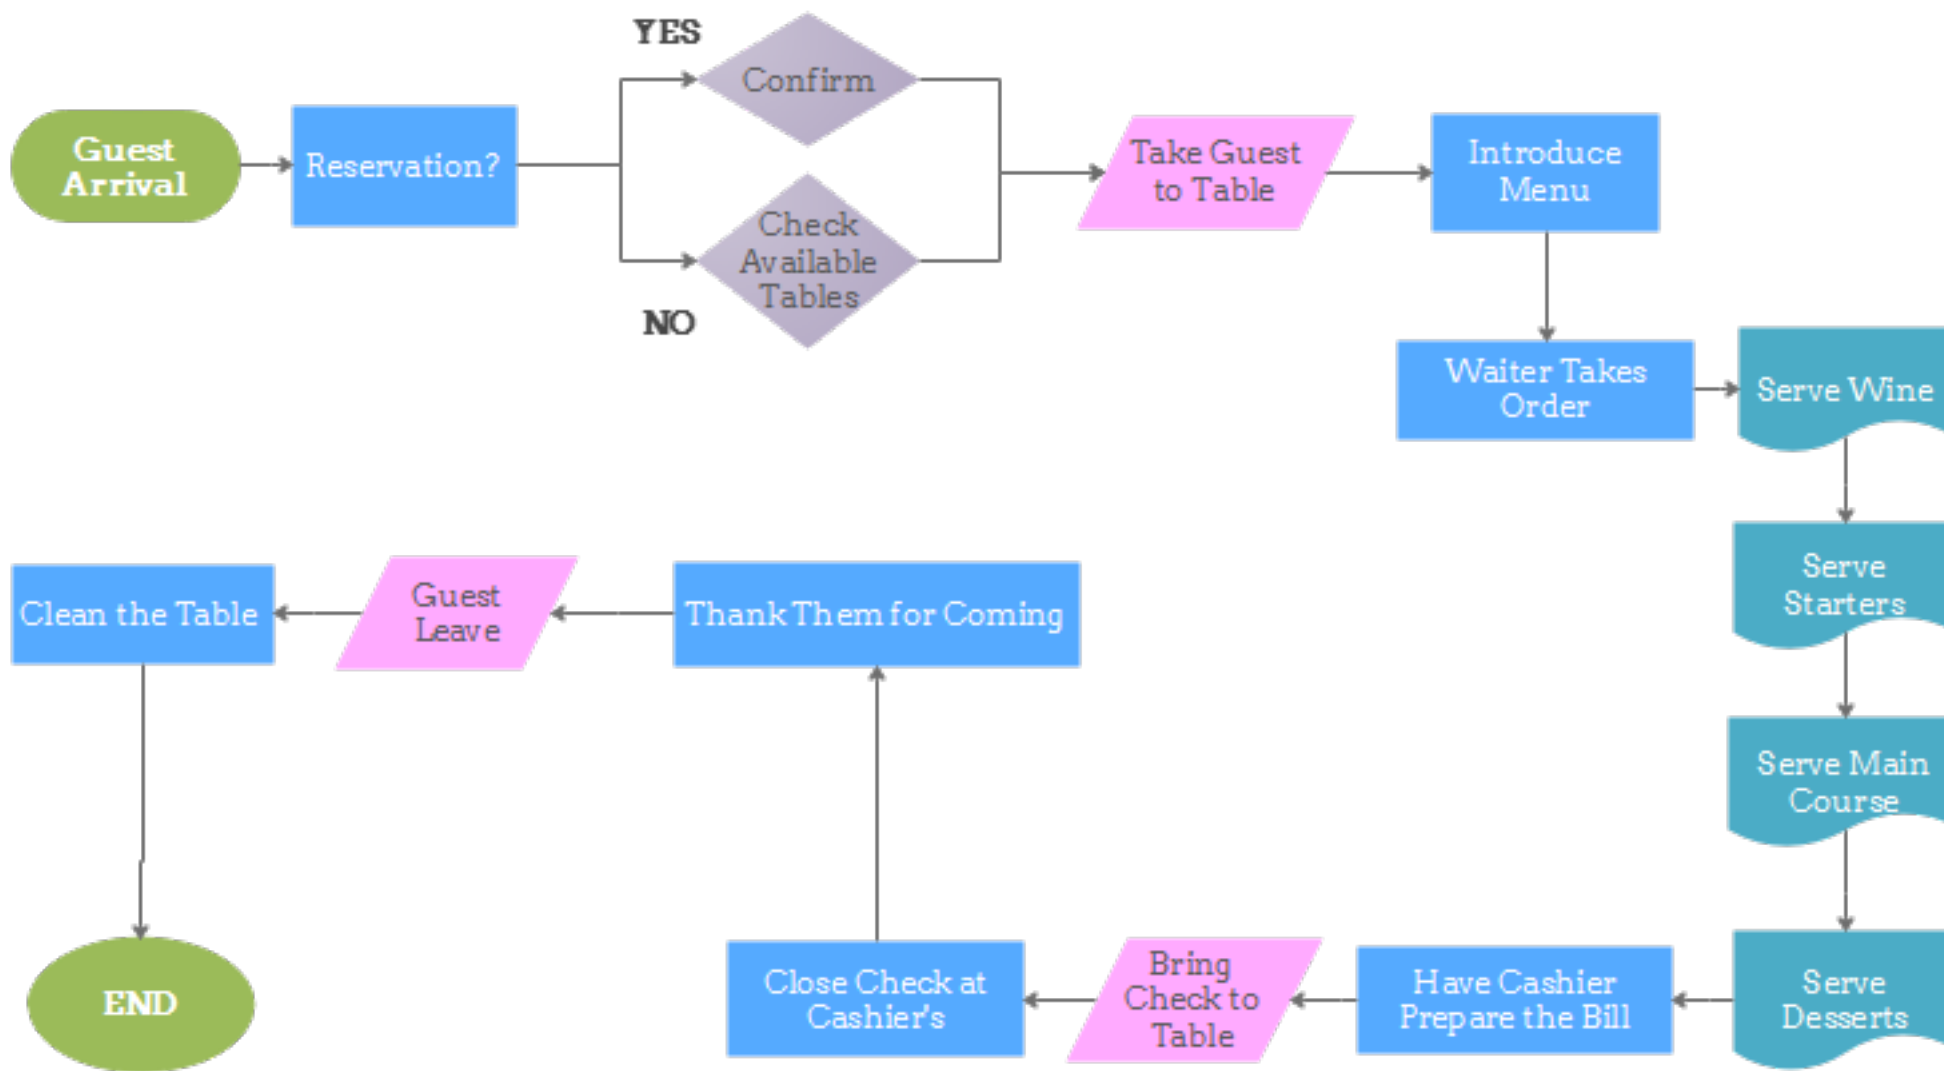 Guest
Arrival
Reservation?
YES
Confirm
NO
Check
Available
Tables
Take Guest
to Table
Introduce
Menu
Waiter Takes
Order
Serve Wine
Serve
Starters
Serve Main
Course
Serve
Desserts
Have Cashier
Prepare the Bill
Bring
Check to
Table
Close Check at
Cashier's
Thank Them for Coming
Guest
Leave
Clean the Table
END